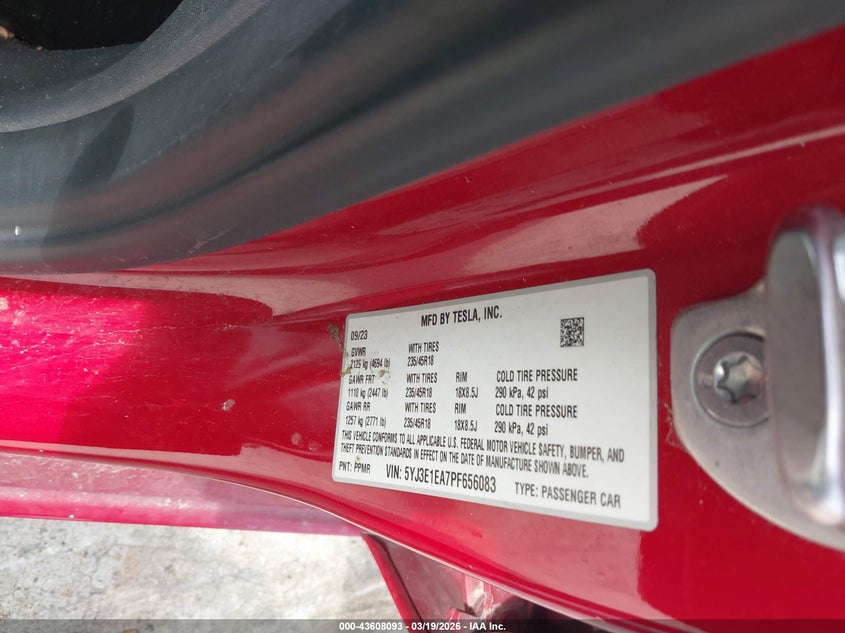 MFD BY TESLA, INC.
09/23
GVWR WITH TIRES
2129 kg (4694 lb) 235/45R18
GAWR FRT WITH TIRES RIM COLD TIRE PRESSURE
1110 kg (2447 lb) 235/45R18 18X8.5J 290 kPa, 42 psi
GAWR RR WITH TIRES RIM COLD TIRE PRESSURE
1257 kg (2771 lb) 235/45R18 18X8.5J 290 kPa, 42 psi
THIS VEHICLE CONFORMS TO ALL APPLICABLE U.S. FEDERAL MOTOR VEHICLE SAFETY, BUMPER, AND
THEFT PREVENTION STANDARDS IN EFFECT ON THE DATE OF MANUFACTURE SHOWN ABOVE.
PNT: PPMR VIN: 5YJ3E1EA7PF656083 TYPE: PASSENGER CAR
000-43608093 — 03/19/2026 — IAA Inc.